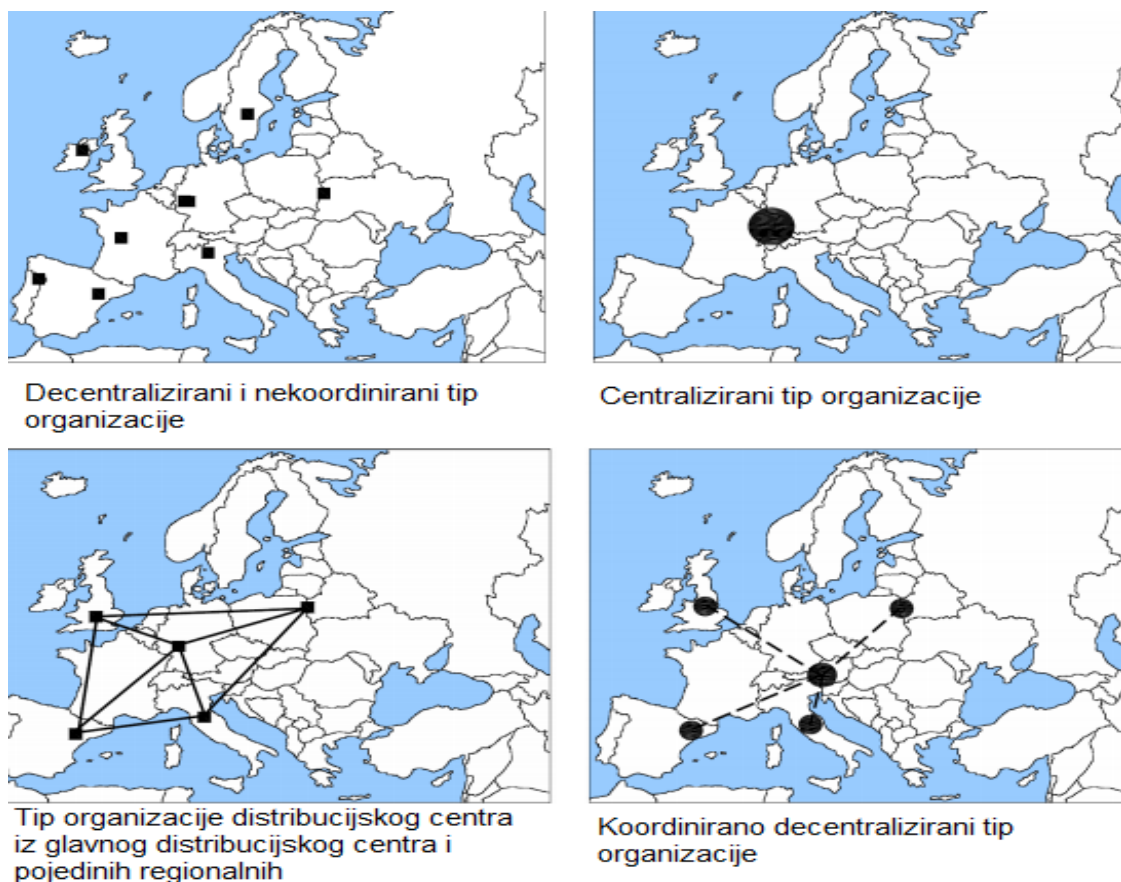 Decentralizirani i nekoordinirani tip
organizacije
Centralizirani tip organizacije
Tip organizacije distribucijskog centra
iz glavnog distribucijskog centra i
pojedinih regionalnih
Koordinirano decentralizirani tip
organizacije